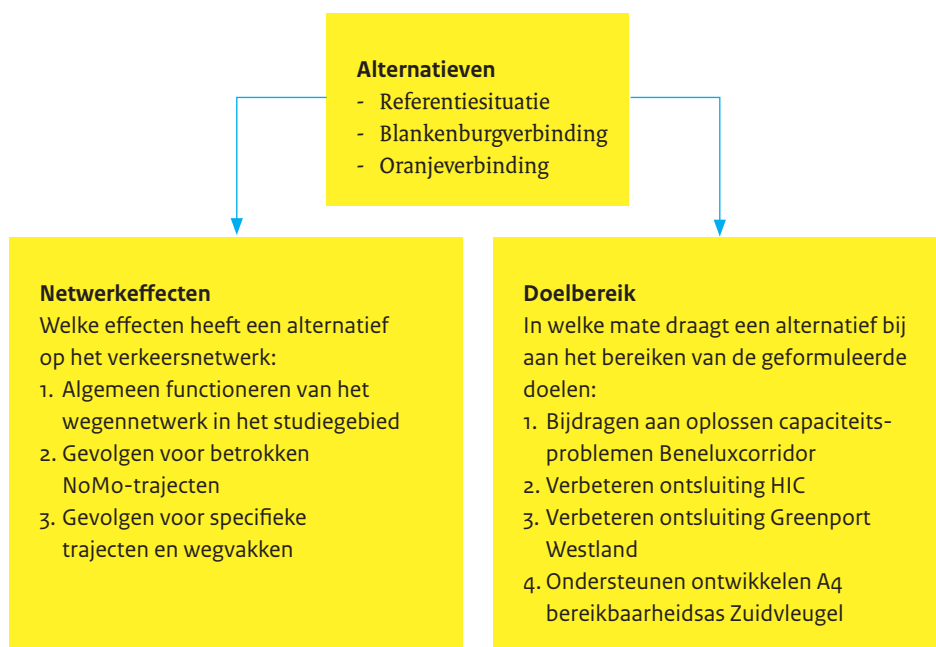 Alternatieven
- Referentiesituatie
- Blankenburgverbinding
- Oranjeverbinding
Netwerkeffecten
Welke effecten heeft een alternatief
op het verkeersnetwerk:
1. Algemeen functioneren van het
wegennetwerk in het studiegebied
2. Gevolgen voor betrokken
NoMo-trajecten
3. Gevolgen voor specifieke
trajecten en wegvakken
Doelbereik
In welke mate draagt een alternatief bij
aan het bereiken van de geformuleerde
doelen:
1. Bijdragen aan oplossen capaciteits-
problemen Beneluxcorridor
2. Verbeteren ontsluiting HIC
3. Verbeteren ontsluiting Greenport
Westland
4. Ondersteunen ontwikkelen A4
bereikbaarheidsas Zuidvleugel